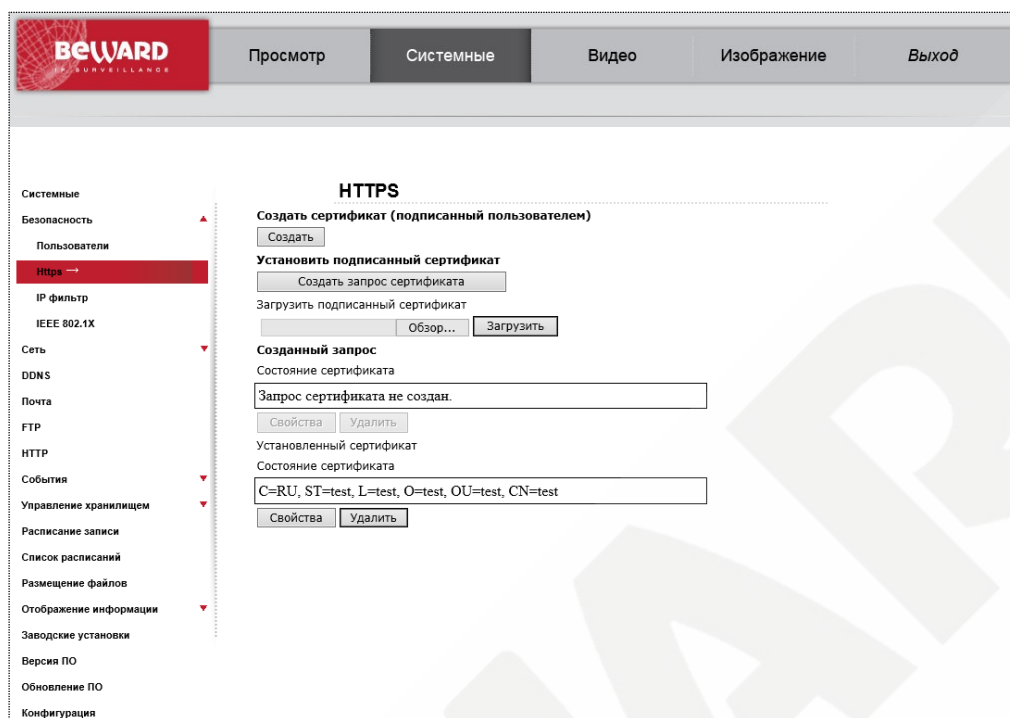 BEWARD
IP SURVEILLANCE
Просмотр
Системные
Видео
Изображение
Выход
Системные
Безопасность
Пользователи
Https →
IP фильтр
IEEE 802.1X
Сеть
DDNS
Почта
FTP
HTTP
События
Управление хранилищем
Расписание записи
Список расписаний
Размещение файлов
Отображение информации
Заводские установки
Версия ПО
Обновление ПО
Конфигурация
HTTPS
Создать сертификат (подписанный пользователем)
Создать
Установить подписанный сертификат
Создать запрос сертификата
Загрузить подписанный сертификат
Обзор... Загрузить
Созданный запрос
Состояние сертификата
Запрос сертификата не создан.
Свойства Удалить
Установленный сертификат
Состояние сертификата
C=RU, ST=test, L=test, O=test, OU=test, CN=test
Свойства Удалить